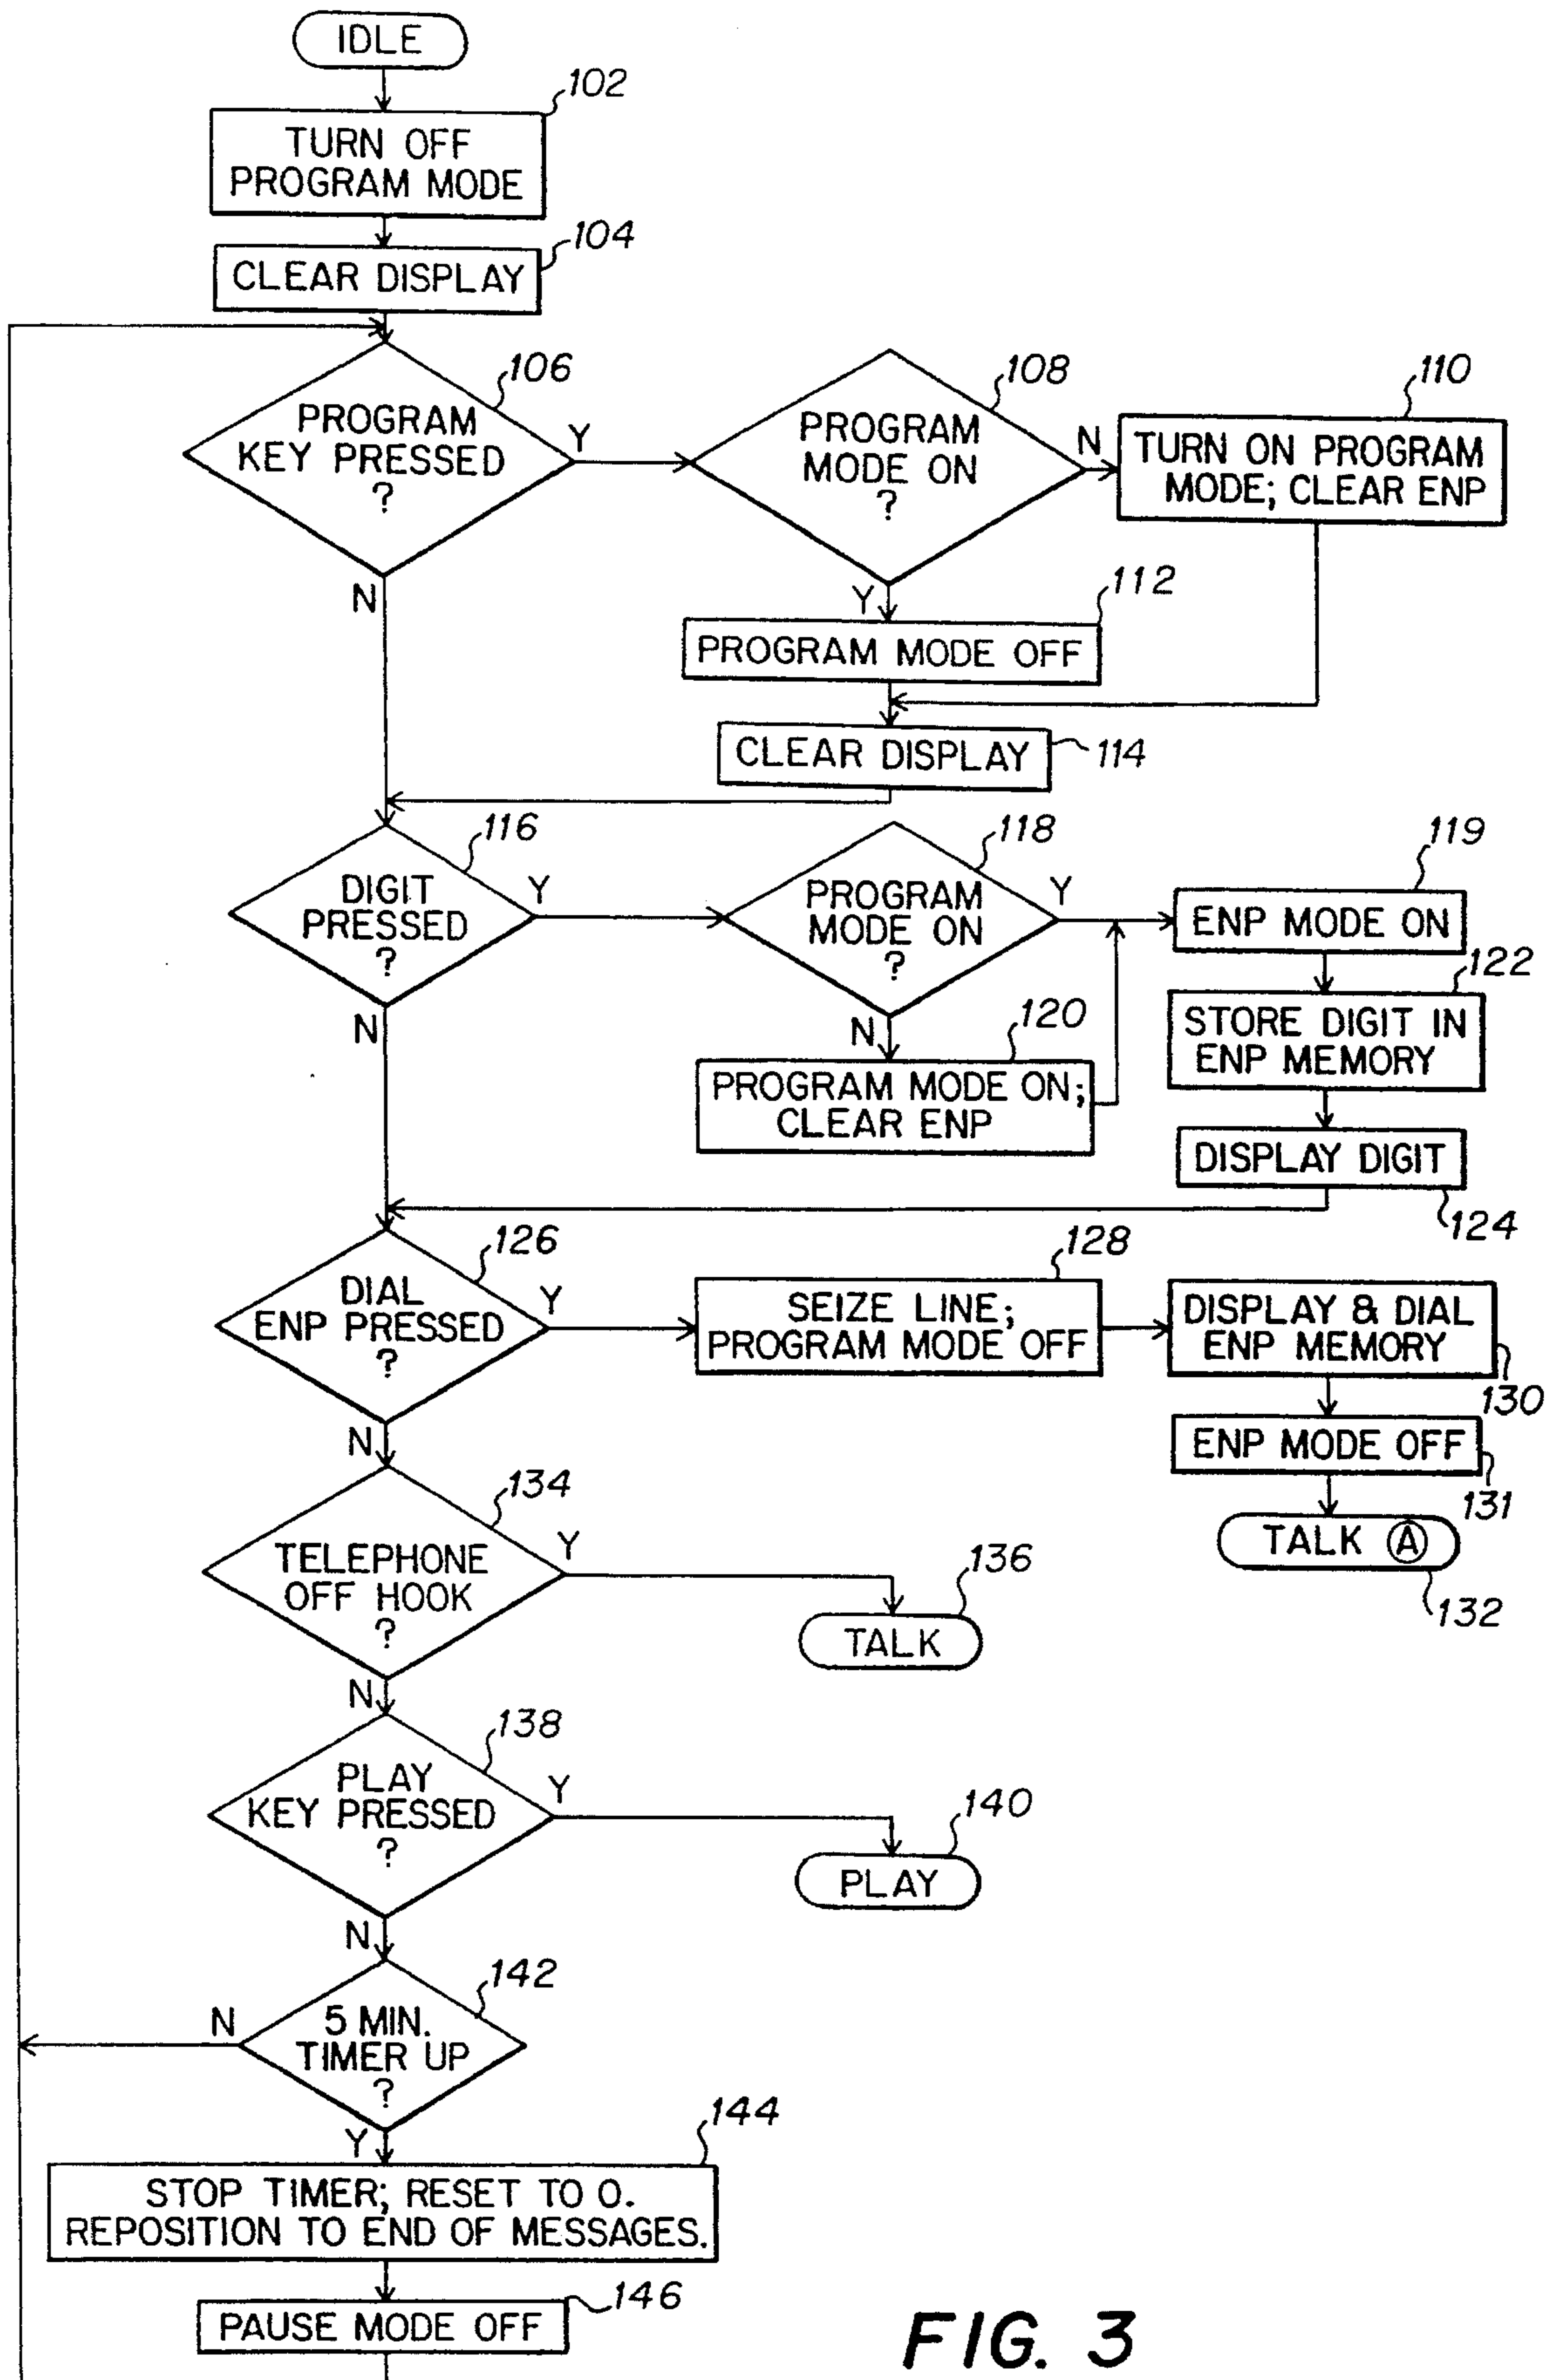 IDLE
102
TURN OFF
PROGRAM MODE
104
CLEAR DISPLAY
106
PROGRAM
KEY PRESSED
?
Y
N
108
PROGRAM
MODE ON
?
N
Y
110
TURN ON PROGRAM
MODE; CLEAR ENP
112
PROGRAM MODE OFF
CLEAR DISPLAY
114
116
DIGIT
PRESSED
?
Y
N
118
PROGRAM
MODE ON
?
Y
N
119
ENP MODE ON
120
PROGRAM MODE ON;
CLEAR ENP
122
STORE DIGIT IN
ENP MEMORY
DISPLAY DIGIT
124
126
DIAL
ENP PRESSED
?
Y
N
128
SEIZE LINE;
PROGRAM MODE OFF
DISPLAY & DIAL
ENP MEMORY
130
ENP MODE OFF
131
TALK A
132
134
TELEPHONE
OFF HOOK
?
Y
N
136
TALK
138
PLAY
KEY PRESSED
?
Y
N
140
PLAY
142
5 MIN.
TIMER UP
?
N
Y
144
STOP TIMER; RESET TO 0.
REPOSITION TO END OF MESSAGES.
146
PAUSE MODE OFF
FIG. 3